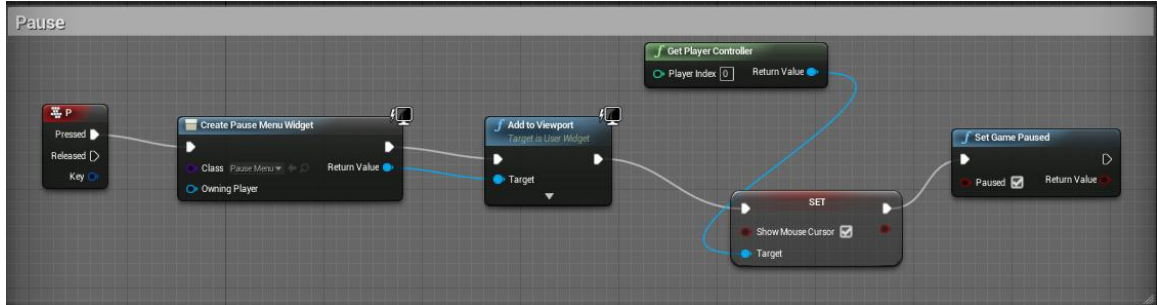 Pause
P
Pressed
Released
Key
Create Pause Menu Widget
Class Pause Menu Return Value
Owning Player
Add to Viewport
Target is User Widget
Target
Get Player Controller
Player Index 0 Return Value
SET
Show Mouse Cursor
Target
Set Game Paused
Paused Return Value